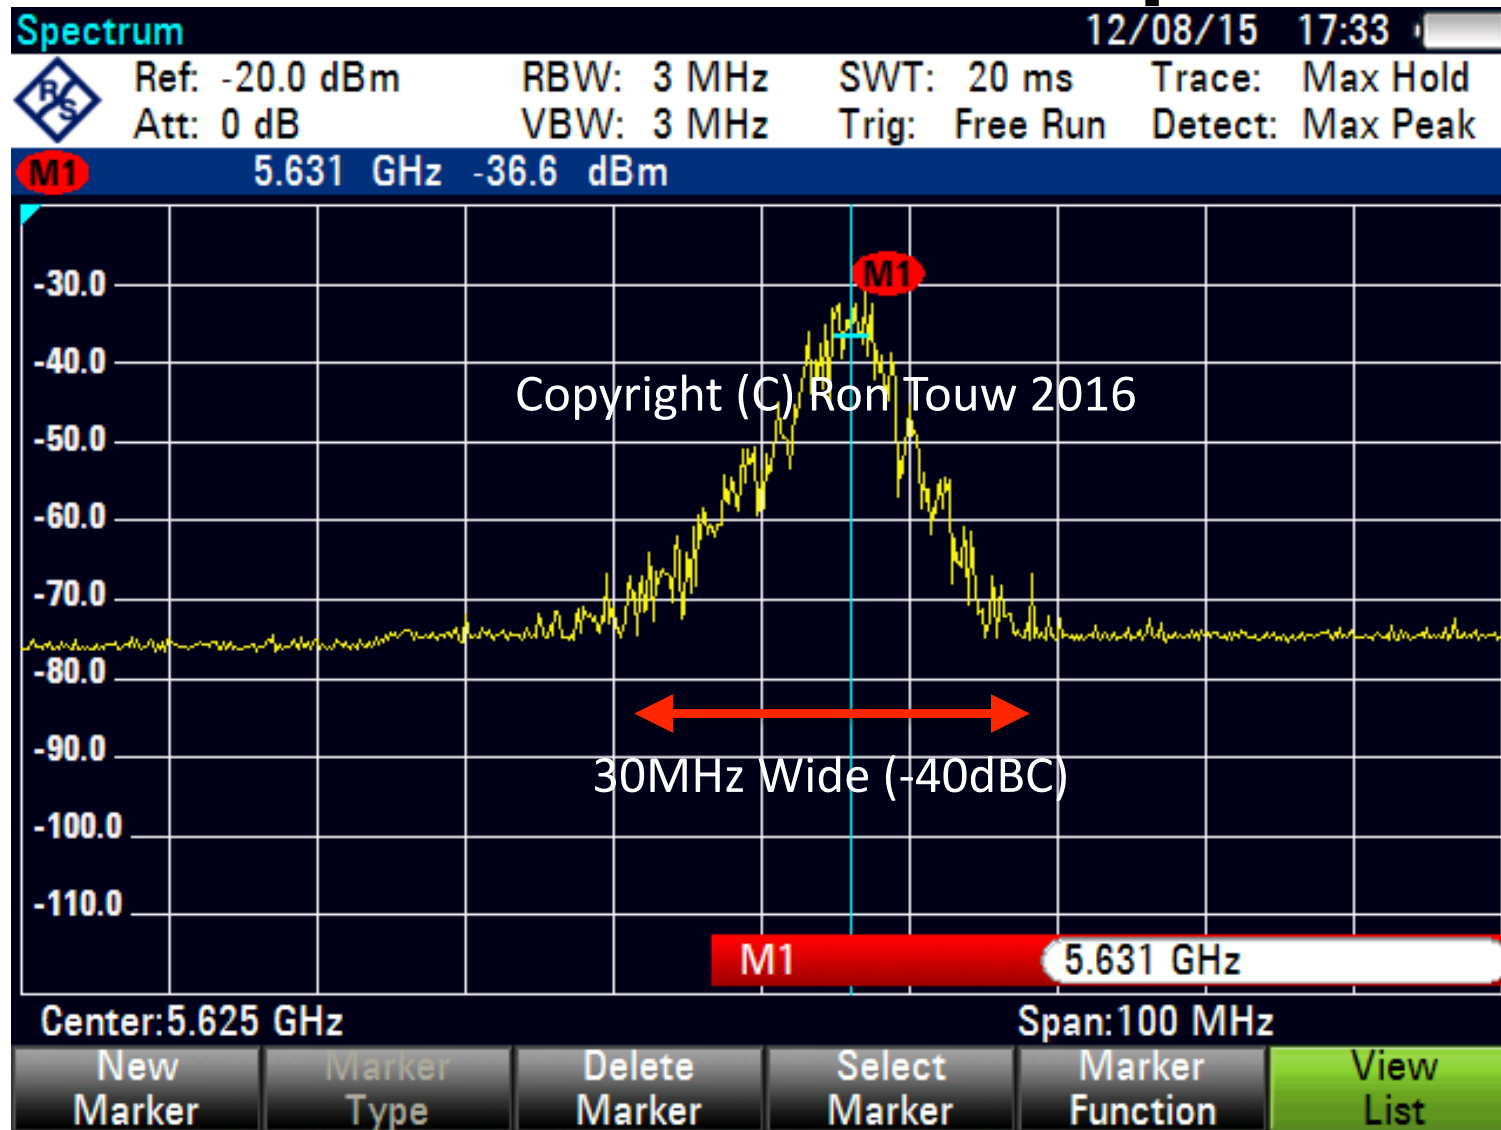 Spectrum 12/08/15 17:33
Ref: -20.0 dBm RBW: 3 MHz SWT: 20 ms Trace: Max Hold
R&S Att: 0 dB VBW: 3 MHz Trig: Free Run Detect: Max Peak
M1 5.631 GHz -36.6 dBm
M1
-30.0
-40.0
Copyright (C) Ron Touw 2016
-50.0
-60.0
-70.0
-80.0
-90.0
30MHz Wide (-40dBC)
-100.0
-110.0
M1 5.631 GHz
Center:5.625 GHz Span:100 MHz
New Marker Delete Select Marker View
Marker Type Marker Marker Function List